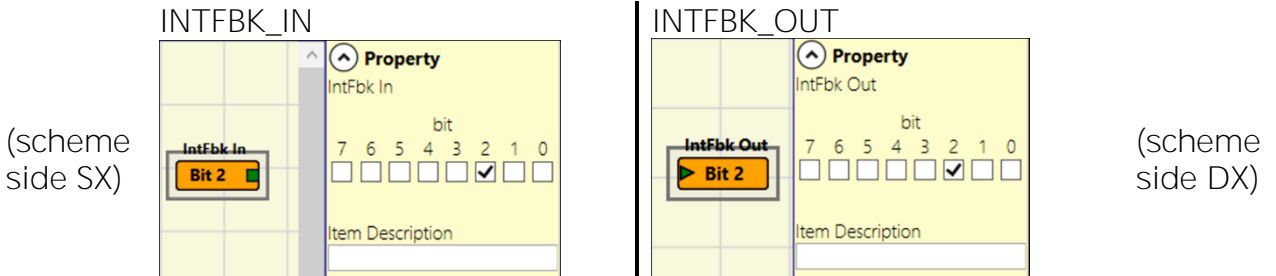 INTFBK_IN
(scheme
side SX)
IntFbk In
Bit 2
Property
IntFbk In
bit
7 6 5 4 3 2 1 0
Item Description
INTFBK_OUT
IntFbk Out
Bit 2
Property
IntFbk Out
bit
7 6 5 4 3 2 1 0
Item Description
(scheme
side DX)